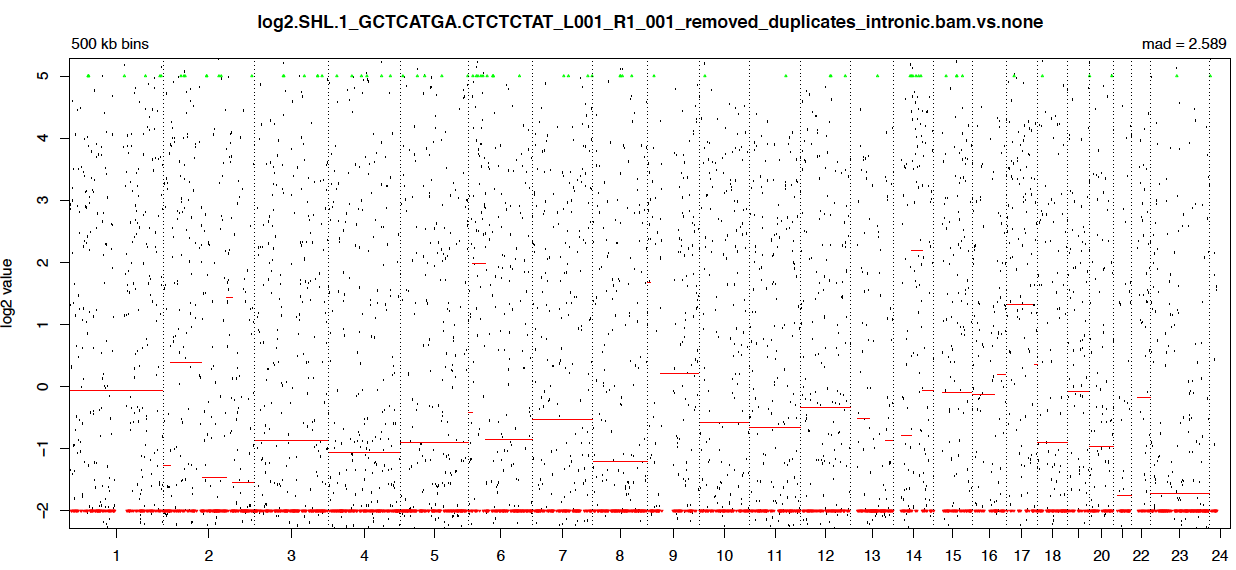 log2.SHL.1_GCTCATGA.CTCTCTAT_L001_R1_001_removed_duplicates_intronic.bam.vs.none
500 kb bins
mad = 2.589
log2 value
5
4
3
2
1
0
−1
−2
1 2 3 4 5 6 7 8 9 10 11 12 13 14 15 16 17 18 20 22 23 24